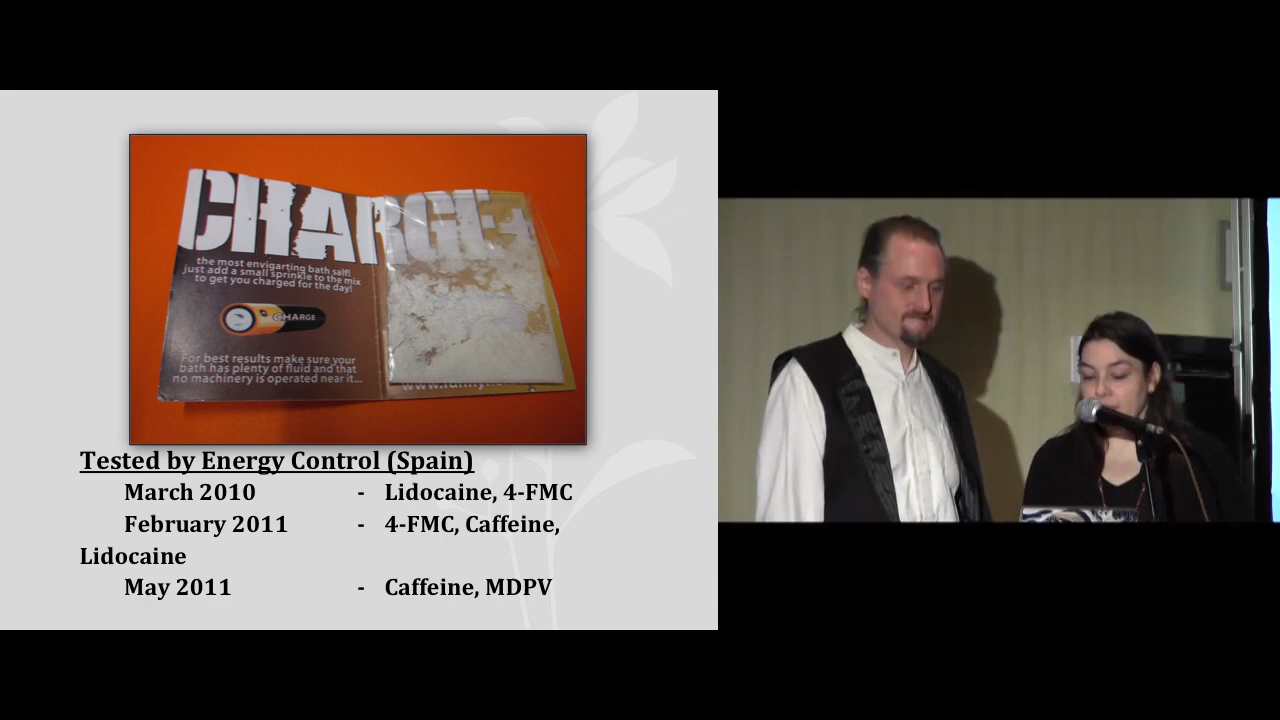 CHARGE+
the most envigarting bath salf!
just add a small sprinkle to the mix
to get you charged for the day!
CHARGE
For best results make sure your
bath has plenty of fluid and that
no machinery is operated near it...
Tested by Energy Control (Spain)
March 2010 - Lidocaine, 4-FMC
February 2011 - 4-FMC, Caffeine,
Lidocaine
May 2011 - Caffeine, MDPV